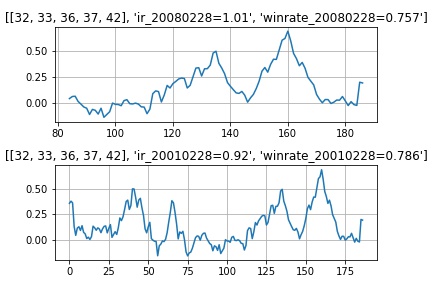 [[32, 33, 36, 37, 42], 'ir_20080228=1.01', 'winrate_20080228=0.757']
0.50
0.25
0.00
80 100 120 140 160 180
[[32, 33, 36, 37, 42], 'ir_20010228=0.92', 'winrate_20010228=0.786']
0.50
0.25
0.00
0 25 50 75 100 125 150 175